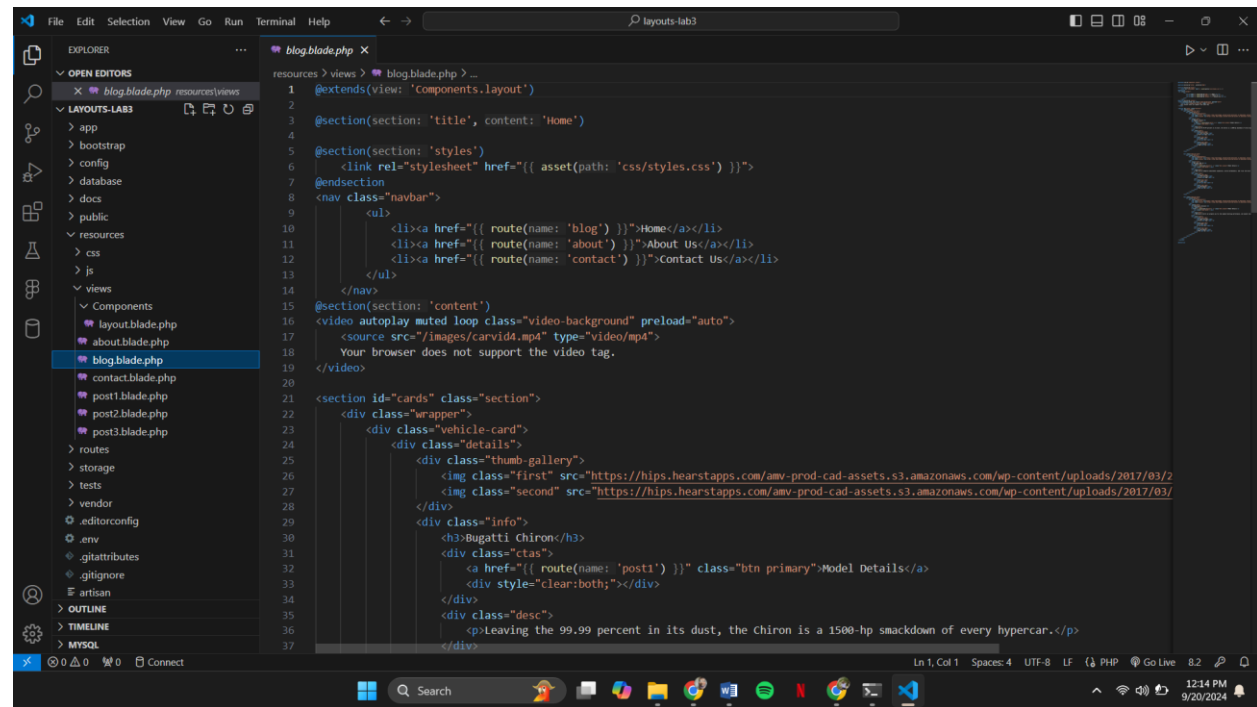 File Edit Selection View Go Run Terminal Help
layouts-lab3
EXPLORER
OPEN EDITORS
blog.blade.php resources\views
LAYOUTS-LAB3
app
bootstrap
config
database
docs
public
resources
css
js
views
Components
layout.blade.php
about.blade.php
blog.blade.php
contact.blade.php
post1.blade.php
post2.blade.php
post3.blade.php
routes
storage
tests
vendor
.editorconfig
.env
.gitattributes
.gitignore
artisan
OUTLINE
TIMELINE
MYSQL
blog.blade.php
resources > views > blog.blade.php > ...
1 @extends(view: 'Components.layout')
2
3 @section(section: 'title', content: 'Home')
4
5 @section(section: 'styles')
6 <link rel="stylesheet" href="{{ asset(path: 'css/styles.css') }}">
7 @endsection
8 <nav class="navbar">
9 <ul>
10 <li><a href="{{ route(name: 'blog') }}">Home</a></li>
11 <li><a href="{{ route(name: 'about') }}">About Us</a></li>
12 <li><a href="{{ route(name: 'contact') }}">Contact Us</a></li>
13 </ul>
14 </nav>
15 @section(section: 'content')
16 <video autoplay muted loop class="video-background" preload="auto">
17 <source src="/images/carvid4.mp4" type="video/mp4">
18 Your browser does not support the video tag.
19 </video>
20
21 <section id="cards" class="section">
22 <div class="wrapper">
23 <div class="vehicle-card">
24 <div class="details">
25 <div class="thumb-gallery">
26 <img class="first" src="https://hips.hearstapps.com/amv-prod-cad-assets.s3.amazonaws.com/wp-content/uploads/2017/03/2
27 <img class="second" src="https://hips.hearstapps.com/amv-prod-cad-assets.s3.amazonaws.com/wp-content/uploads/2017/03/
28 </div>
29 <div class="info">
30 <h3>Bugatti Chiron</h3>
31 <div class="ctas">
32 <a href="{{ route(name: 'post1') }}" class="btn primary">Model Details</a>
33 <div style="clear:both;"></div>
34 </div>
35 <div class="desc">
36 <p>Leaving the 99.99 percent in its dust, the Chiron is a 1500-hp smackdown of every hypercar.</p>
37 </div>
0 0 0 Connect
Ln 1, Col 1 Spaces: 4 UTF-8 LF PHP Go Live 8.2
Search
12:14 PM
9/20/2024